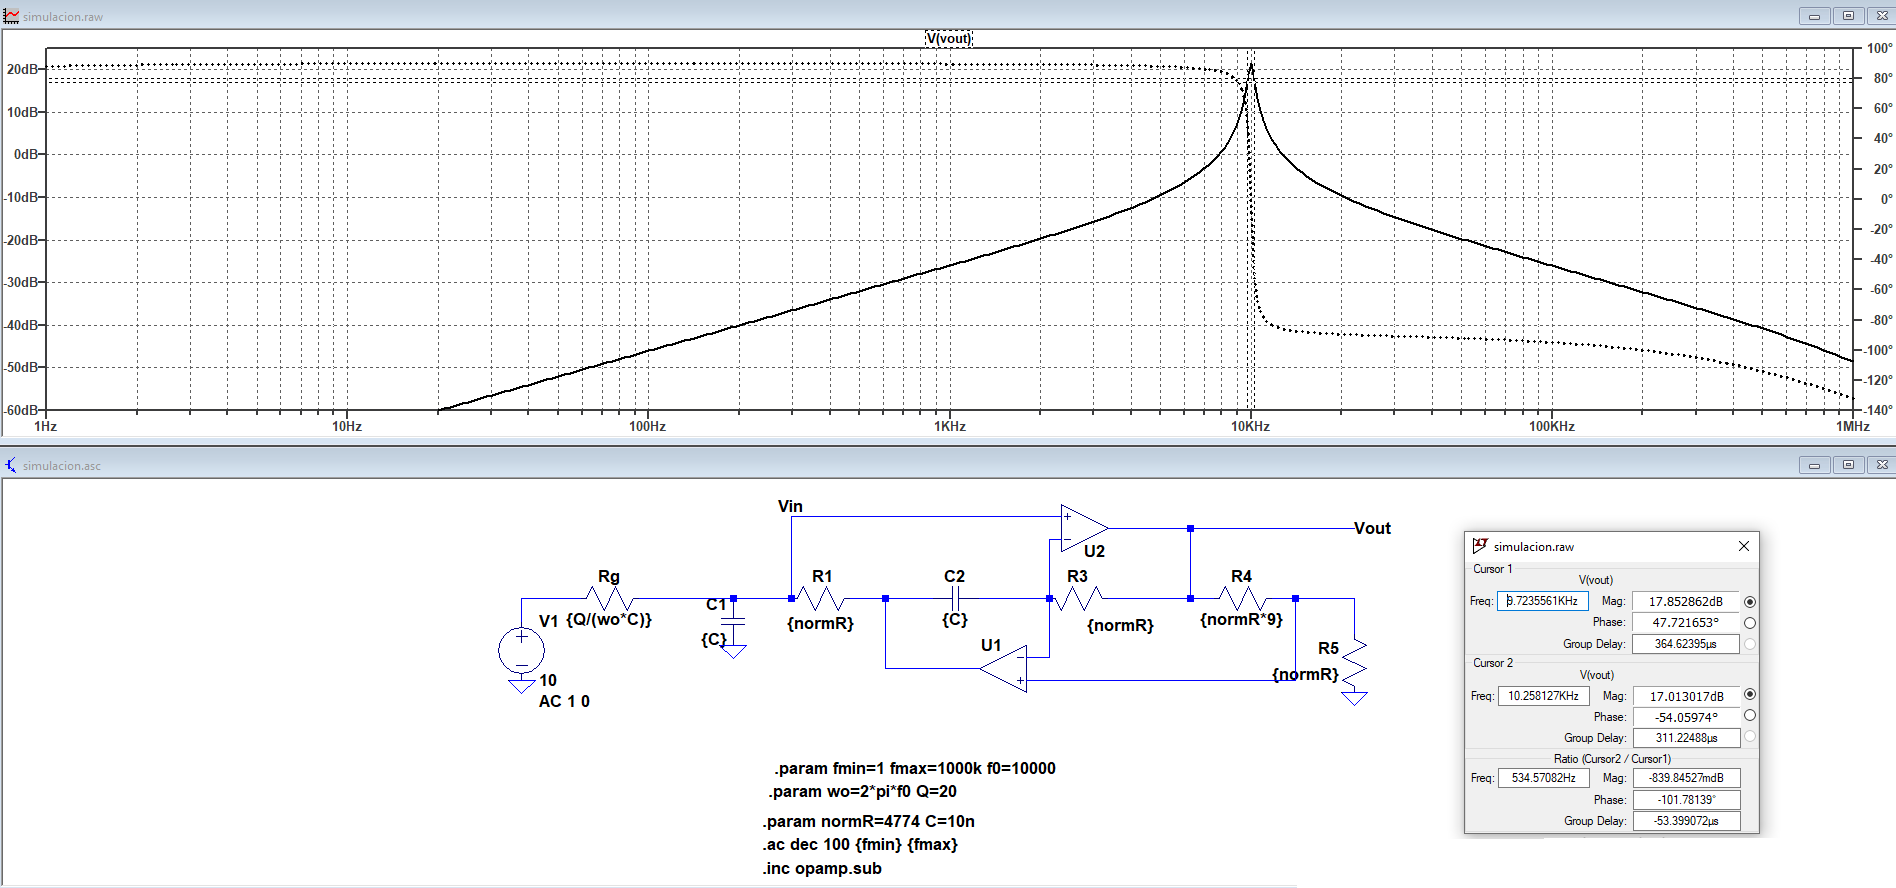 simulacion.raw
V(vout)
20dB
10dB
0dB
-10dB
-20dB
-30dB
-40dB
-50dB
-60dB
100°
80°
60°
40°
20°
0°
-20°
-40°
-60°
-80°
-100°
-120°
-140°
1Hz 10Hz 100Hz 1KHz 10KHz 100KHz 1MHz
simulacion.asc
Vin
+
−
U2
Vout
Rg
{Q/(wo*C)}
V1
+
−
10
AC 1 0
C1
{C}
R1
{normR}
C2
{C}
R3
{normR}
R4
{normR*9}
U1
−
+
R5
{normR}
.param fmin=1 fmax=1000k f0=10000
.param wo=2*pi*f0 Q=20
.param normR=4774 C=10n
.ac dec 100 {fmin} {fmax}
.inc opamp.sub
simulacion.raw
Cursor 1
V(vout)
Freq: 9.7235561KHz Mag: 17.852862dB
Phase: 47.721653°
Group Delay: 364.62395µs
Cursor 2
V(vout)
Freq: 10.258127KHz Mag: 17.013017dB
Phase: -54.05974°
Group Delay: 311.22488µs
Ratio (Cursor2 / Cursor1)
Freq: 534.57082Hz Mag: -839.84527mdB
Phase: -101.78139°
Group Delay: -53.399072µs